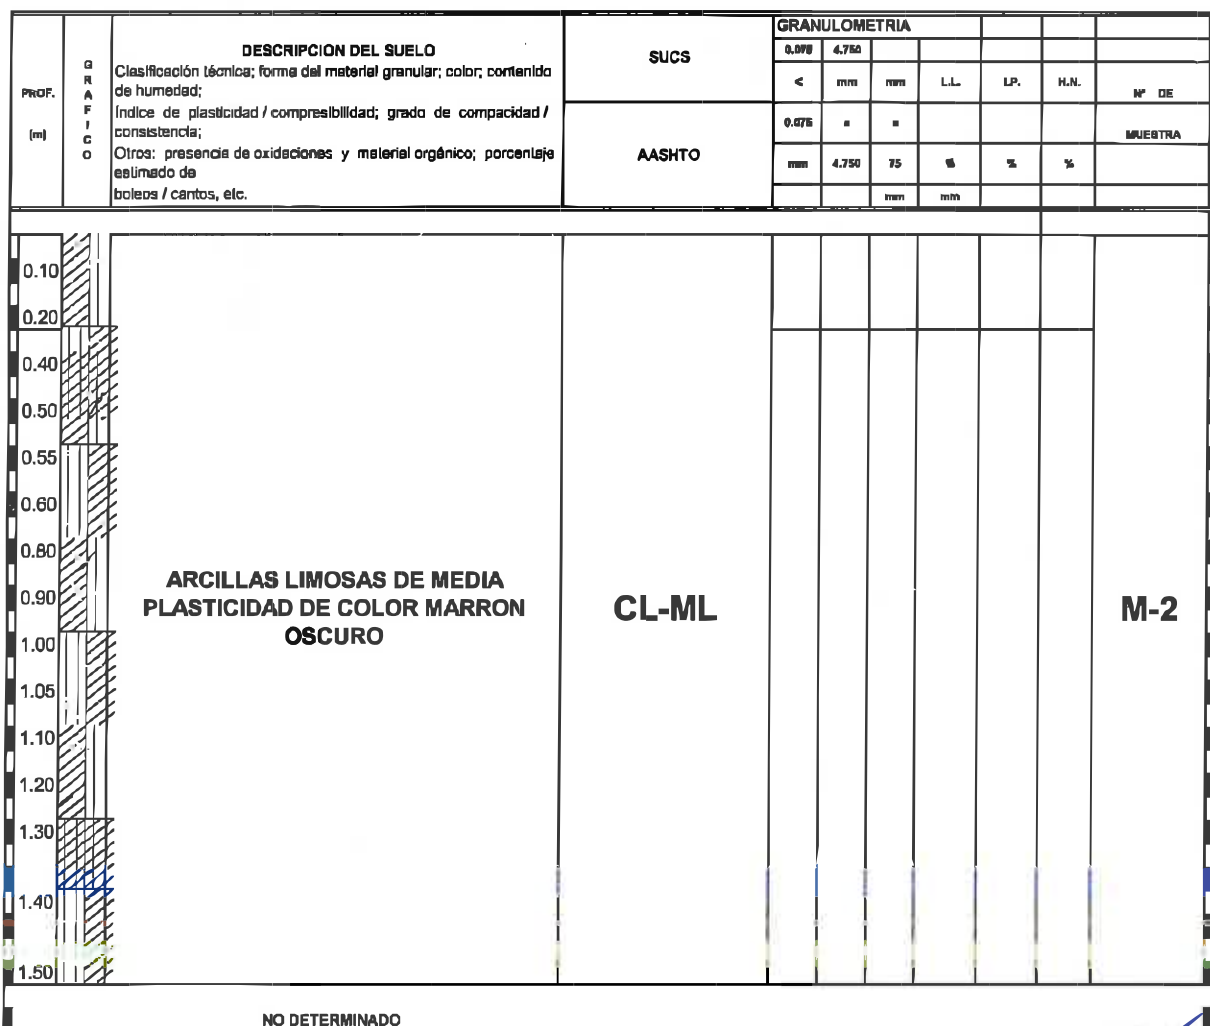 PROF.
(m)
G
R
A
F
I
C
O
DESCRIPCION DEL SUELO
Clasificación técnica; forma del material granular; color; contenido
de humedad;
Índice de plasticidad / compresibilidad; grado de compacidad /
consistencia;
Otros: presencia de oxidaciones y material orgánico; porcentaje
estimado de
boleos / cantos, etc.
SUCS
AASHTO
GRANULOMETRIA
0.075 4.750
< mm mm L.L. I.P. H.N.
0.075
mm 4.750 75 % %
mm mm
N° DE
MUESTRA
0.10
0.20
0.40
0.50
0.55
0.60
0.80
0.90
1.00
1.05
1.10
1.20
1.30
1.40
1.50
ARCILLAS LIMOSAS DE MEDIA
PLASTICIDAD DE COLOR MARRON
OSCURO
CL-ML
M-2
NO DETERMINADO